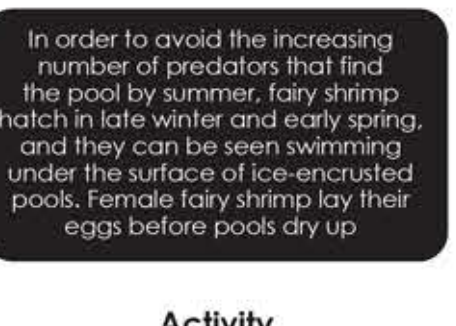 In order to avoid the increasing
number of predators that find
the pool by summer, fairy shrimp
hatch in late winter and early spring,
and they can be seen swimming
under the surface of ice-encrusted
pools. Female fairy shrimp lay their
eggs before pools dry up
Activity